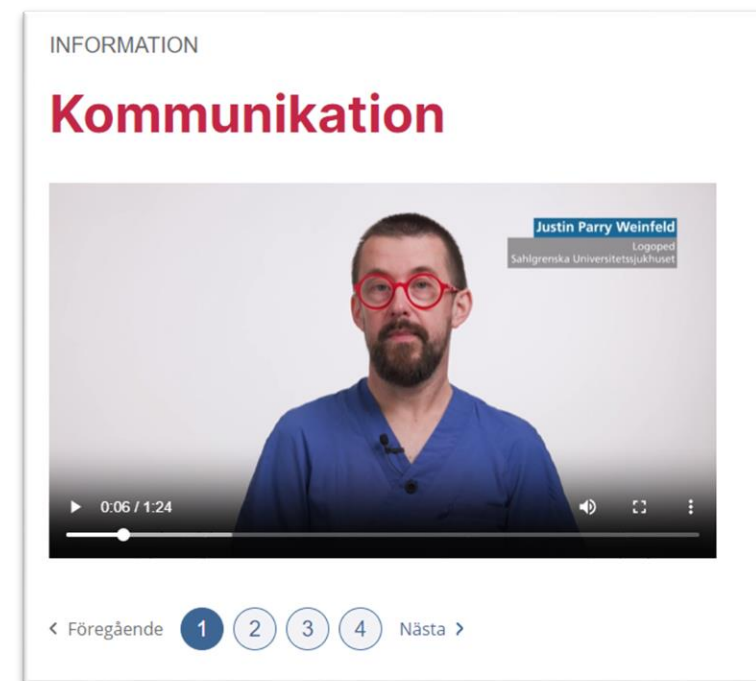 INFORMATION
Kommunikation
Justin Parry Weinfeld
Logoped
Sahlgrenska Universitetssjukhuset
0:06 / 1:24
Föregående 1 2 3 4 Nästa